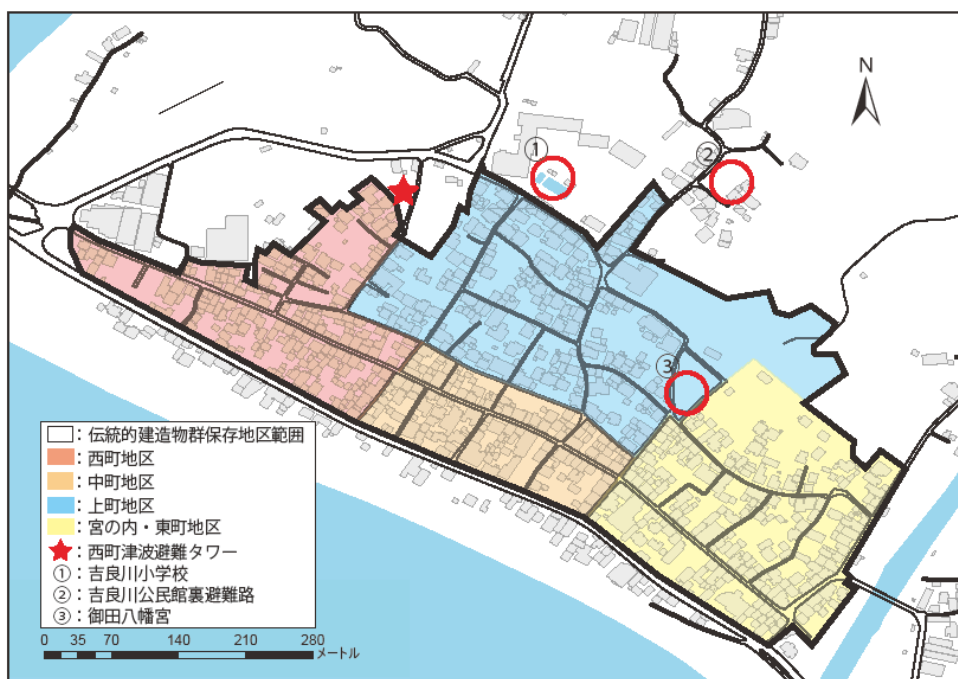 N
①
②
③
：伝統的建造物群保存地区範囲
：西町地区
：中町地区
：上町地区
：宮の内・東町地区
：西町津波避難タワー
①：吉良川小学校
②：吉良川公民館裏避難路
③：御田八幡宮
0 35 70 140 210 280
メートル